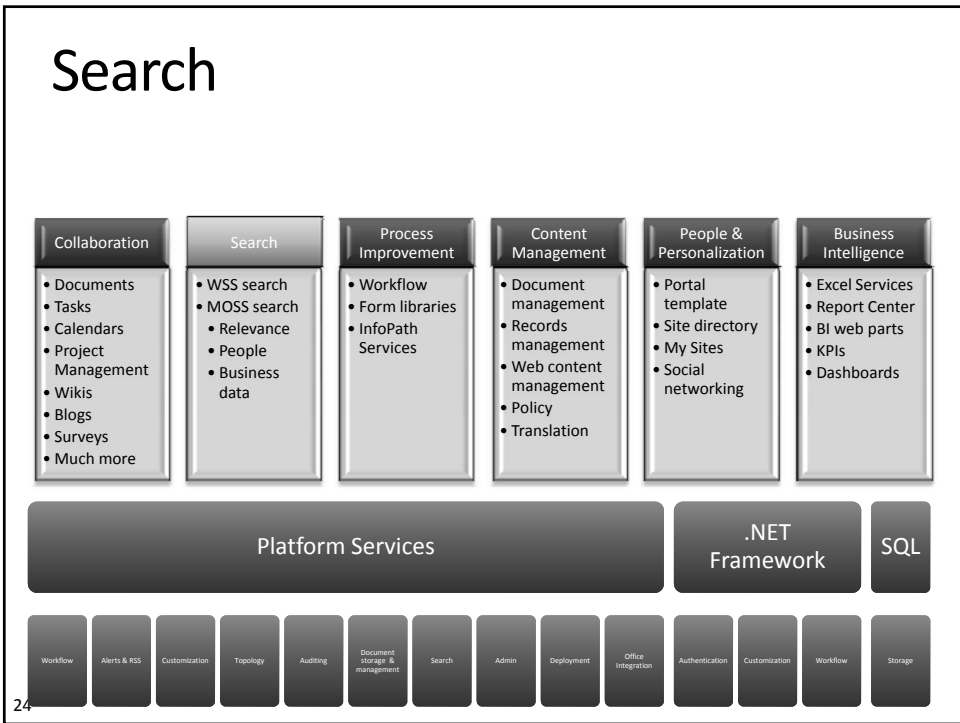 Search
Collaboration
• Documents
• Tasks
• Calendars
• Project
Management
• Wikis
• Blogs
• Surveys
• Much more
Search
• WSS search
• MOSS search
• Relevance
• People
• Business
data
Process
Improvement
• Workflow
• Form libraries
• InfoPath
Services
Content
Management
• Document
management
• Records
management
• Web content
management
• Policy
• Translation
People &
Personalization
• Portal
template
• Site directory
• My Sites
• Social
networking
Business
Intelligence
• Excel Services
• Report Center
• BI web parts
• KPIs
• Dashboards
Platform Services
.NET
Framework
SQL
Workflow
Alerts & RSS
Customization
Topology
Auditing
Document
storage &
management
Search
Admin
Deployment
Office
Integration
Authentication
Customization
Workflow
Storage
24